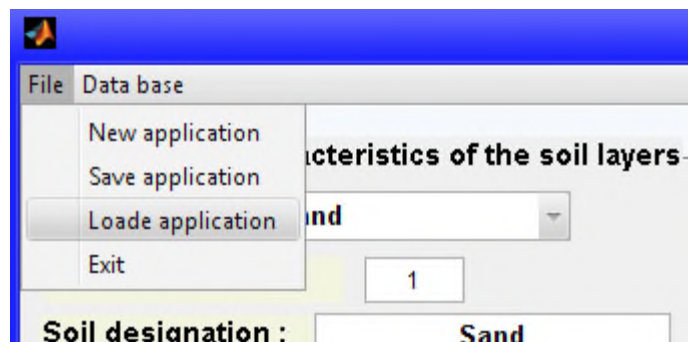 File Data base
New application
cteristics of the soil layers
Save application
Loade application
nd
Exit
1
Soil designation : Sand